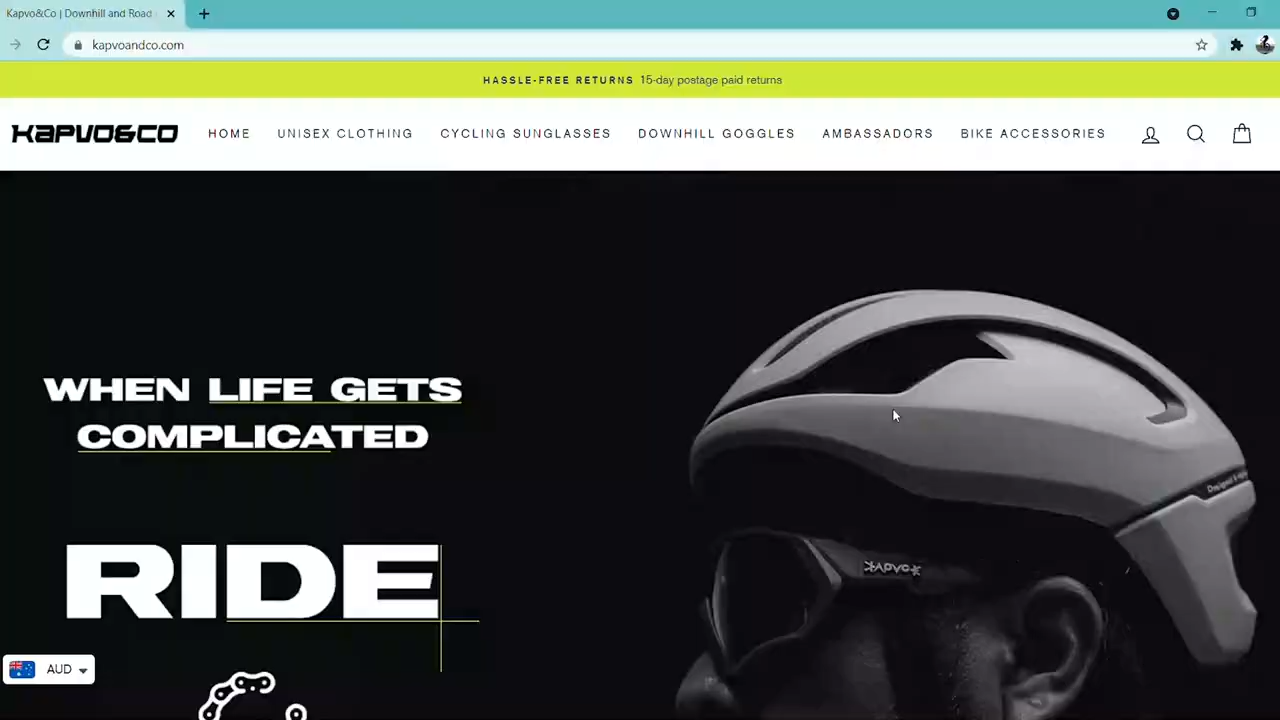 Kapvo&Co | Downhill and Road
kapvoandco.com
HASSLE-FREE RETURNS 15-day postage paid returns
KAPVO&CO
HOME UNISEX CLOTHING CYCLING SUNGLASSES DOWNHILL GOGGLES AMBASSADORS BIKE ACCESSORIES
WHEN LIFE GETS
COMPLICATED
RIDE
KAPVO
AUD